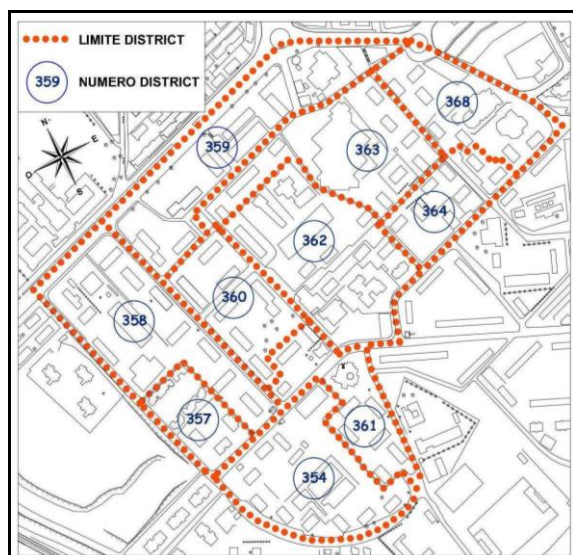 LIMITE DISTRICT
359 NUMERO DISTRICT
N
E
O
S
368
359
363
364
362
360
358
357
361
354